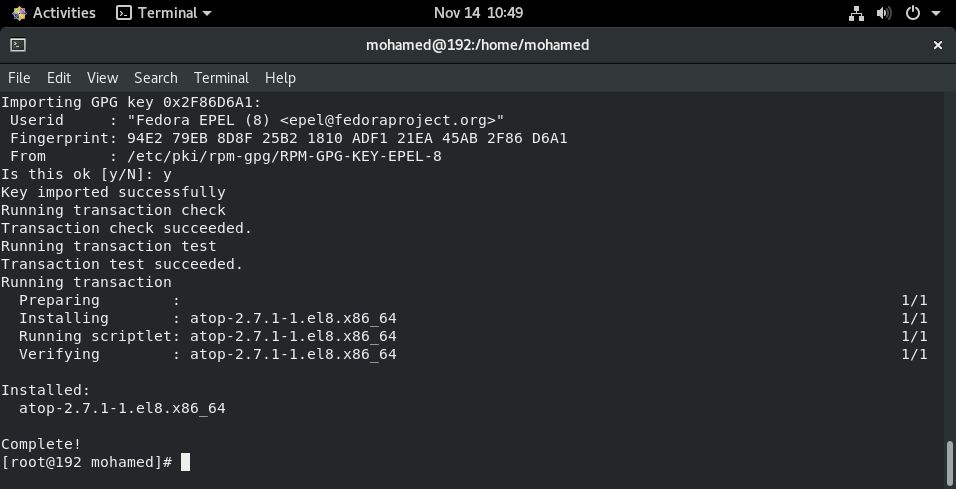 Activities Terminal Nov 14 10:49
mohamed@192:/home/mohamed
File Edit View Search Terminal Help
Importing GPG key 0x2F86D6A1:
 Userid     : "Fedora EPEL (8) <epel@fedoraproject.org>"
 Fingerprint: 94E2 79EB 8D8F 25B2 1810 ADF1 21EA 45AB 2F86 D6A1
 From       : /etc/pki/rpm-gpg/RPM-GPG-KEY-EPEL-8
Is this ok [y/N]: y
Key imported successfully
Running transaction check
Transaction check succeeded.
Running transaction test
Transaction test succeeded.
Running transaction
  Preparing        : 1/1
  Installing       : atop-2.7.1-1.el8.x86_64 1/1
  Running scriptlet: atop-2.7.1-1.el8.x86_64 1/1
  Verifying        : atop-2.7.1-1.el8.x86_64 1/1
Installed:
  atop-2.7.1-1.el8.x86_64
Complete!
[root@192 mohamed]#